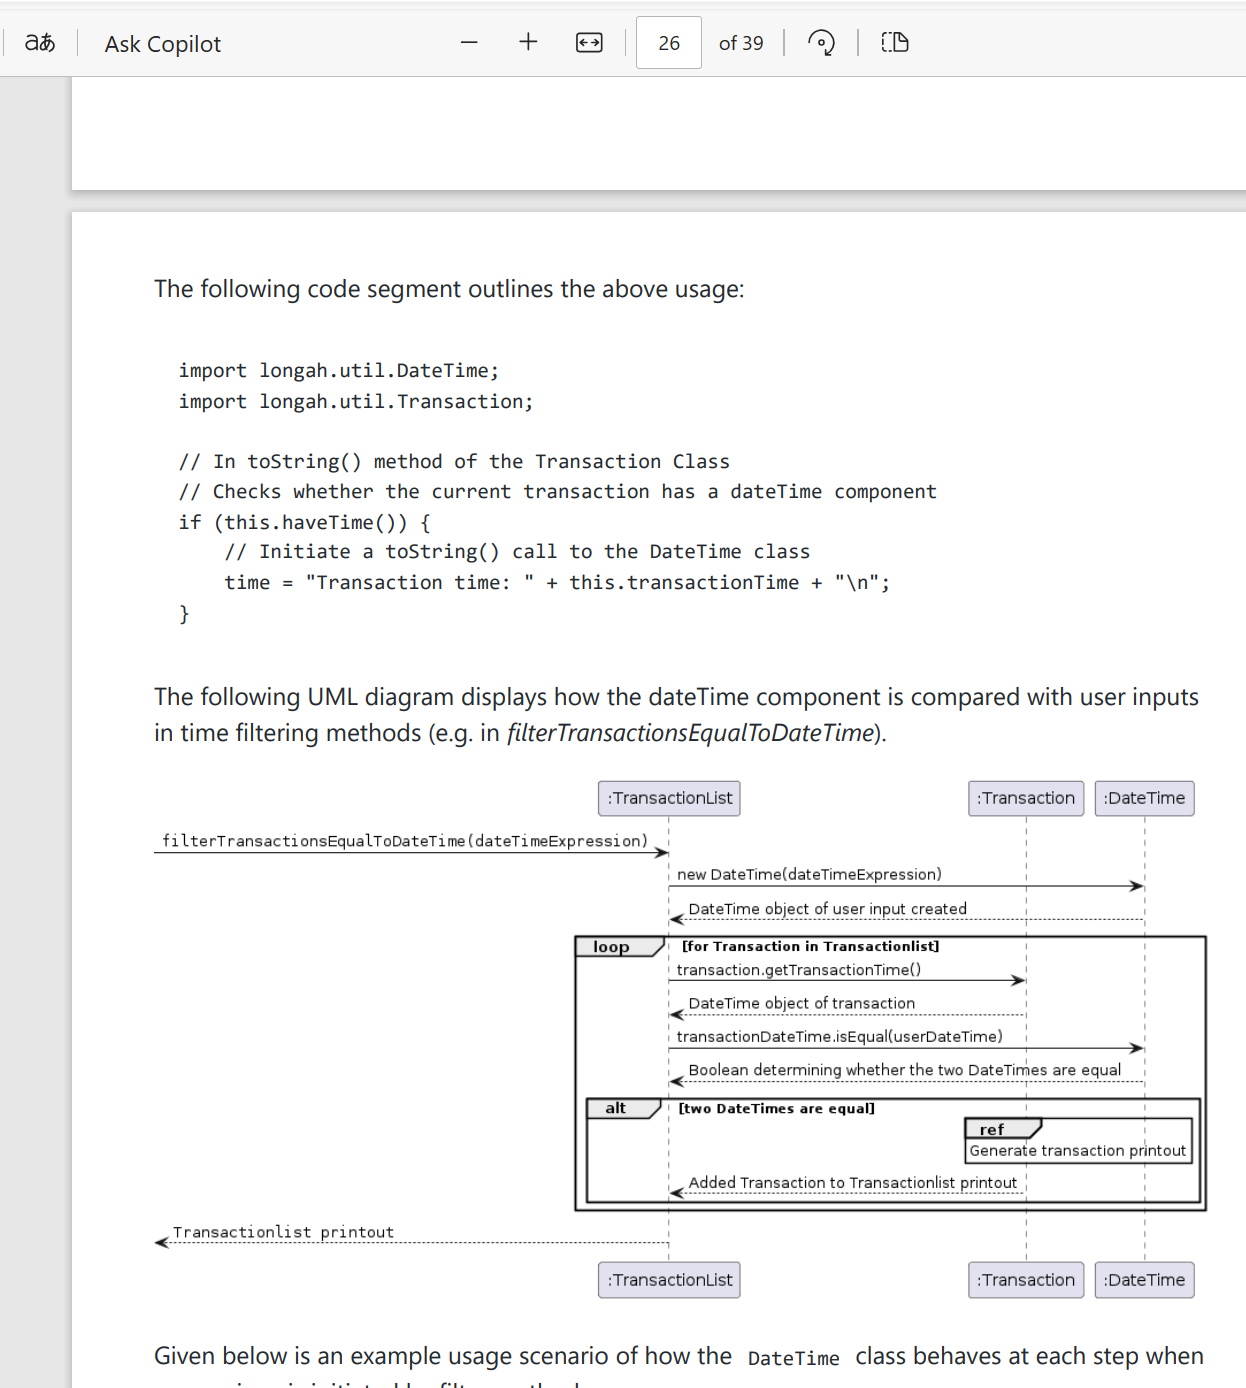 aあ Ask Copilot 26 of 39
The following code segment outlines the above usage:
import longah.util.DateTime;
import longah.util.Transaction;
// In toString() method of the Transaction Class
// Checks whether the current transaction has a dateTime component
if (this.haveTime()) {
// Initiate a toString() call to the DateTime class
time = "Transaction time: " + this.transactionTime + "\n";
}
The following UML diagram displays how the dateTime component is compared with user inputs
in time filtering methods (e.g. in filterTransactionsEqualToDateTime).
:TransactionList :Transaction :DateTime
filterTransactionsEqualToDateTime(dateTimeExpression)
new DateTime(dateTimeExpression)
DateTime object of user input created
loop [for Transaction in Transactionlist]
transaction.getTransactionTime()
DateTime object of transaction
transactionDateTime.isEqual(userDateTime)
Boolean determining whether the two DateTimes are equal
alt [two DateTimes are equal]
ref
Generate transaction printout
Added Transaction to Transactionlist printout
Transactionlist printout
:TransactionList :Transaction :DateTime
Given below is an example usage scenario of how the DateTime class behaves at each step when